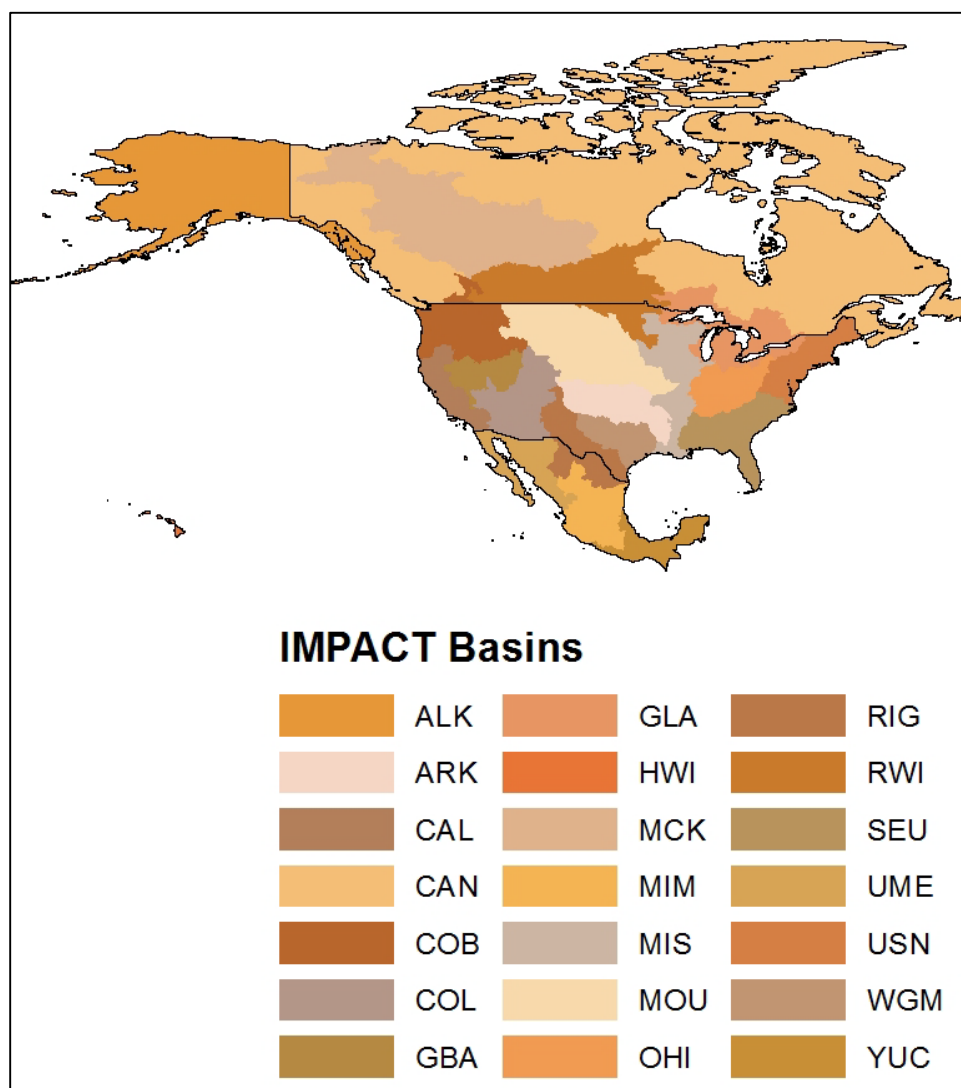 IMPACT Basins
ALK GLA RIG
ARK HWI RWI
CAL MCK SEU
CAN MIM UME
COB MIS USN
COL MOU WGM
GBA OHI YUC